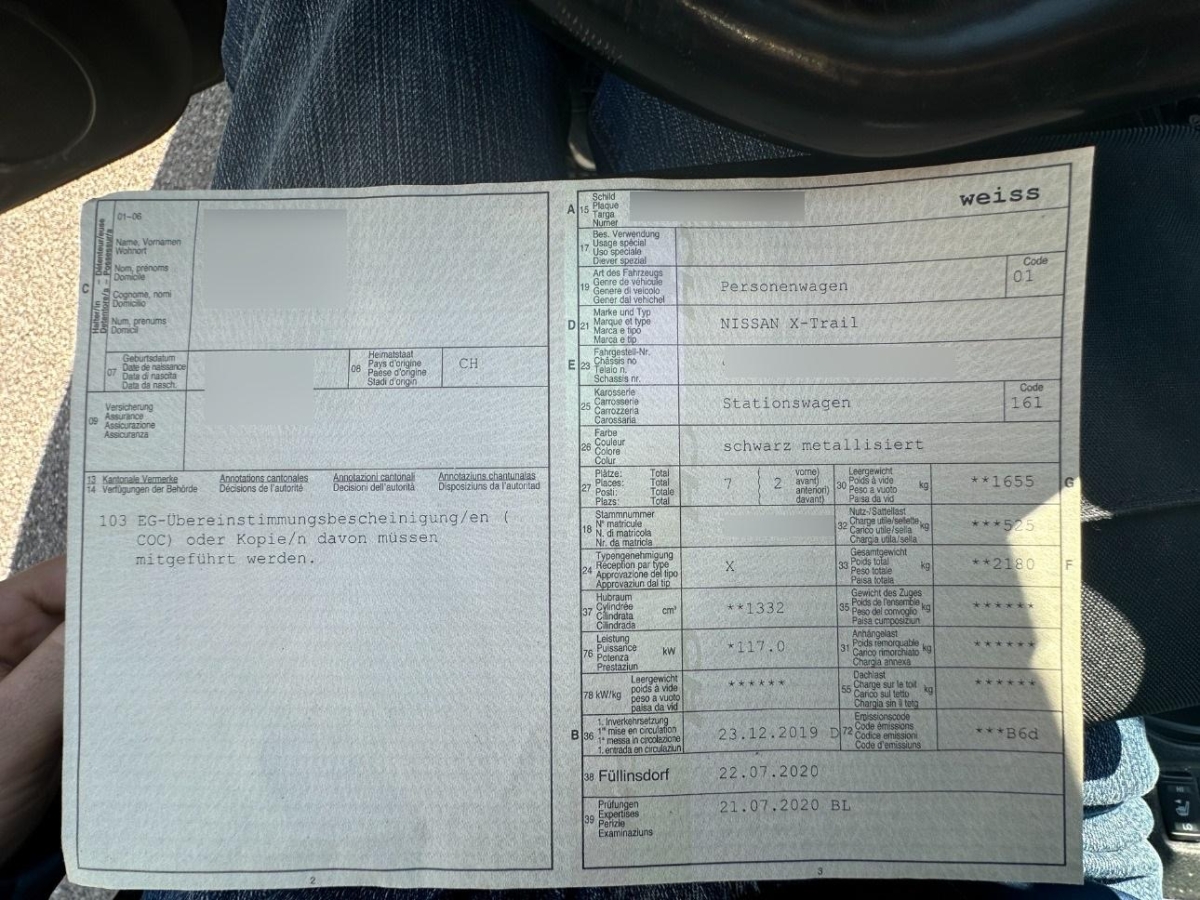 01-06
C
Halter/in – Détenteur/euse
Detentore/a – Possessur/a
Name, Vornamen
Wohnort
Nom, prénoms
Domicile
Cognome, nomi
Domicilio
Num, prenums
Domicil
07
Geburtsdatum
Date de naissance
Data di nascita
Data da nasch.
08
Heimatstaat
Pays d'origine
Paese d'origine
Stadi d'origin
CH
09
Versicherung
Assurance
Assicurazione
Assicuranza
13 Kantonale Vermerke Annotations cantonales Annotazioni cantonali Annotaziuns chantunalas
14 Verfügungen der Behörde Décisions de l'autorité Decisioni dell'autorità Disposiziuns da l'autoritad
103 EG-Übereinstimmungsbescheinigung/en (
COC) oder Kopie/n davon müssen
mitgeführt werden.
2
A 15
Schild
Plaque
Targa
Numer
weiss
17
Bes. Verwendung
Usage spécial
Uso speciale
Diever spezial
19
Art des Fahrzeugs
Genre de véhicule
Genere di veicolo
Gener dal vehichel
Personenwagen
Code
01
D 21
Marke und Typ
Marque et type
Marca e tipo
Marca e tip
NISSAN X-Trail
E 23
Fahrgestell-Nr.
Châssis no
Telaio n.
Schassis nr.
25
Karosserie
Carrosserie
Carrozzeria
Carossaria
Stationswagen
Code
161
26
Farbe
Couleur
Colore
Colur
schwarz metallisiert
27
Plätze: Total
Places: Total
Posti: Totale
Plazs: Total
7 ( 2
vorne)
avant)
anteriori)
davant)
30
Leergewicht
Poids à vide
Peso a vuoto
Paisa da vid
kg
**1655
G
18
Stammnummer
N° matricule
N. di matricola
Nr. da matricla
32
Nutz-/Sattellast
Charge utile/sellette
Carico utile/sella
Chargia utila/sella
kg
***525
24
Typengenehmigung
Réception par type
Approvazione del tipo
Approvaziun dal tip
X
33
Gesamtgewicht
Poids total
Peso totale
Paisa totala
kg
**2180
F
37
Hubraum
Cylindrée
Cilindrata
Cilindrada
cm³
**1332
35
Gewicht des Zuges
Poids de l'ensemble
Peso del convoglio
Paisa cumposiziun
kg
******
76
Leistung
Puissance
Potenza
Prestaziun
kW
*117.0
31
Anhängelast
Poids remorquable
Carico rimorchiato
Chargia annexa
kg
******
78 kW/kg
Leergewicht
poids à vide
peso a vuoto
paisa da vid
******
55
Dachlast
Charge sur le toit
Carico sul tetto
Chargia sin il tetg
kg
******
B 36
1. Inverkehrsetzung
1re mise en circulation
1a messa in circolazione
1. entrada en circulaziun
23.12.2019 D
72
Emissionscode
Code émissions
Codice emissioni
Code d'emissiuns
***B6d
38 Füllinsdorf
22.07.2020
39
Prüfungen
Expertises
Perizie
Examinaziuns
21.07.2020 BL
3